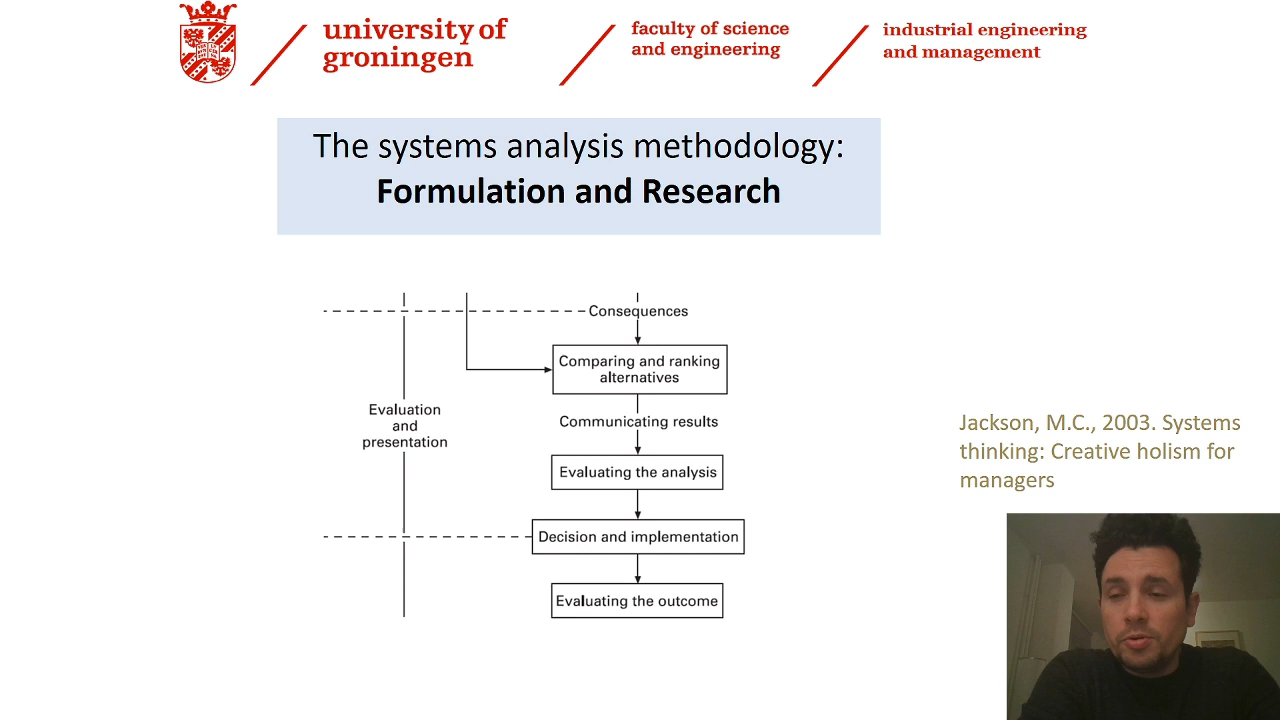 university of
groningen
faculty of science
and engineering
industrial engineering
and management
The systems analysis methodology:
Formulation and Research
Consequences
Comparing and ranking
alternatives
Communicating results
Evaluation
and
presentation
Evaluating the analysis
Decision and implementation
Evaluating the outcome
Jackson, M.C., 2003. Systems
thinking: Creative holism for
managers